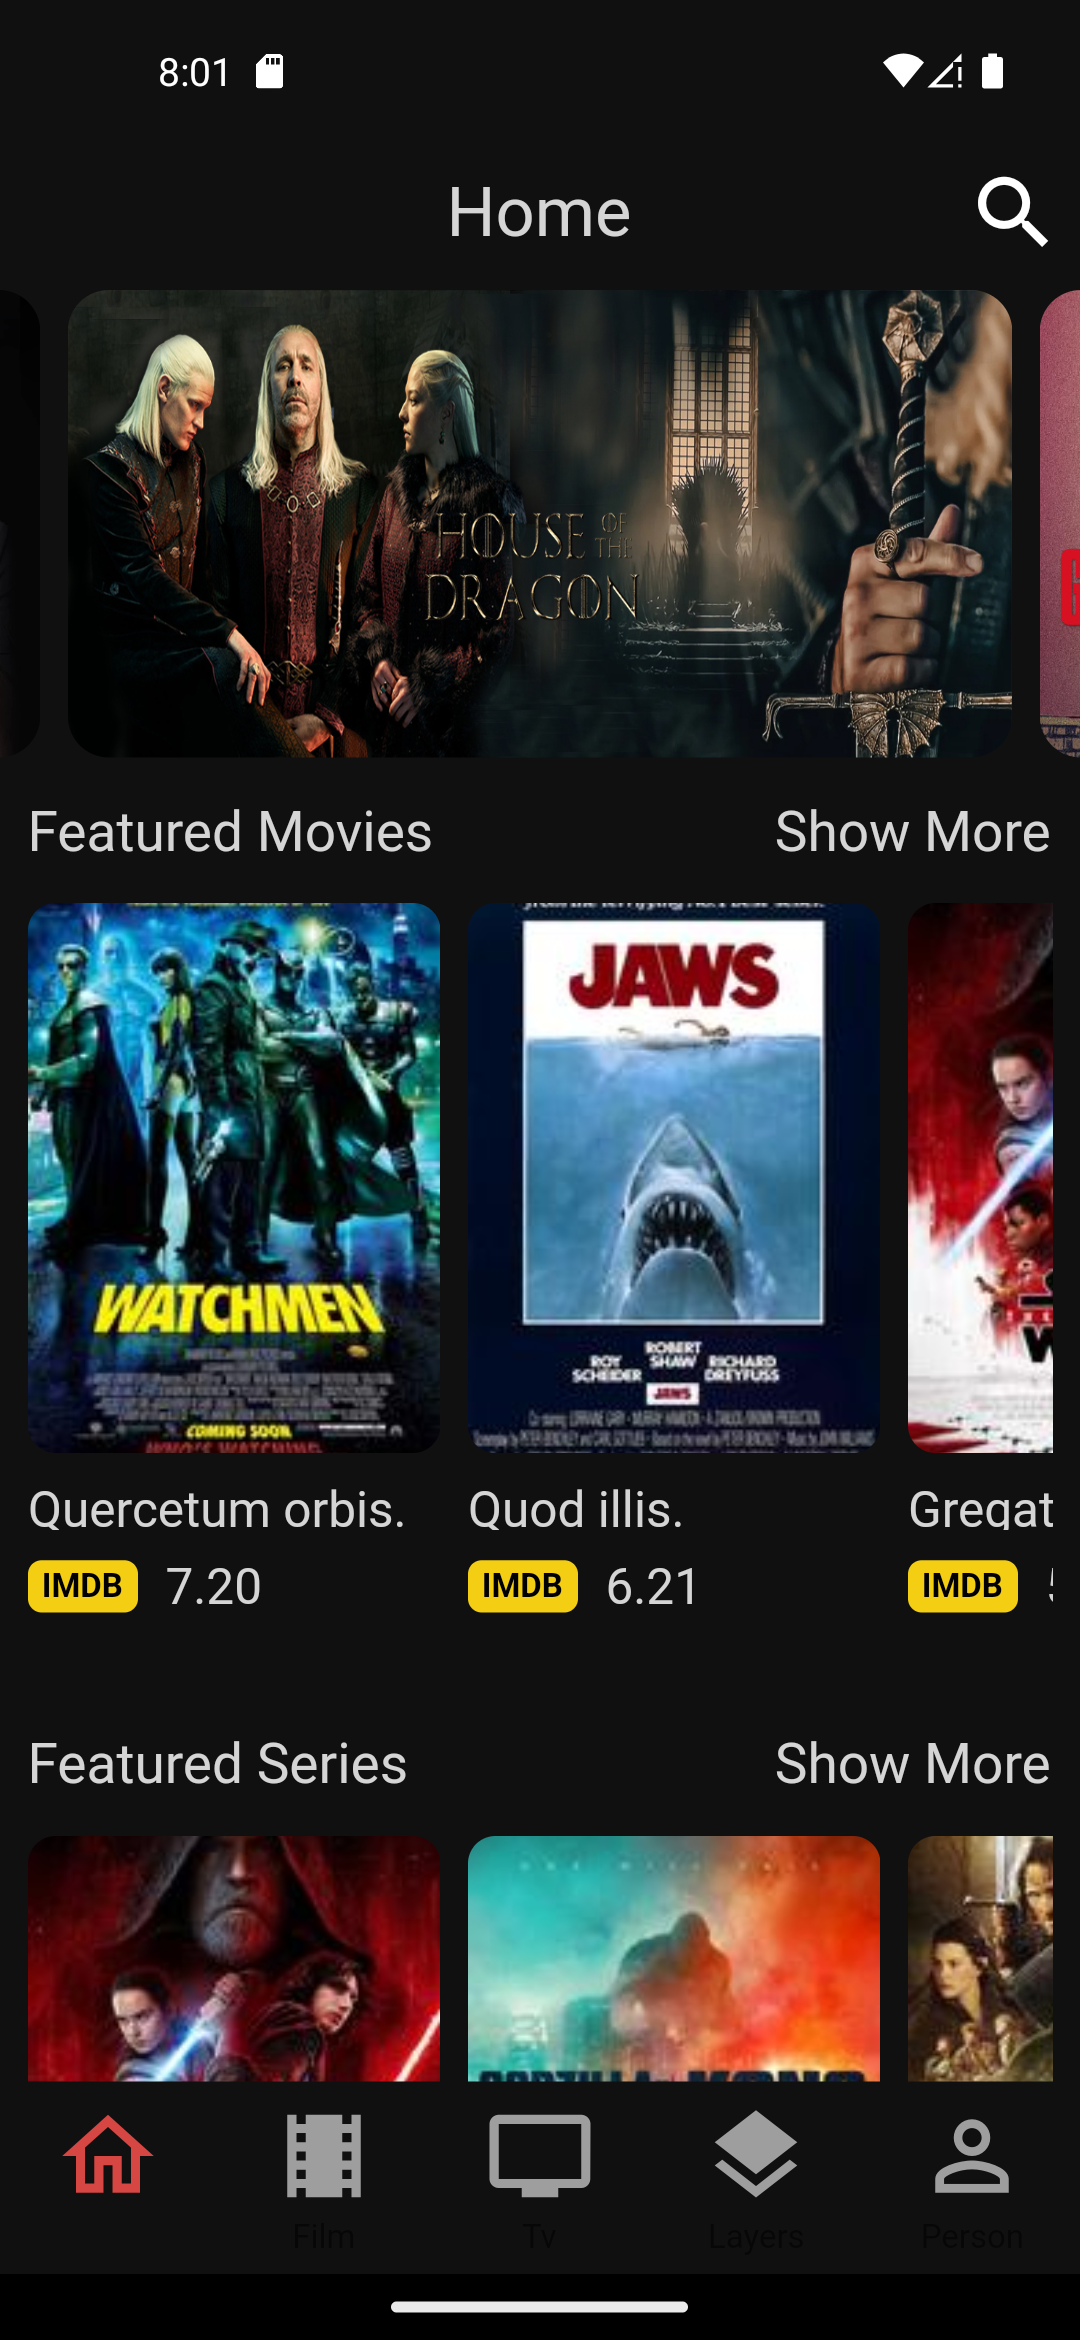 8:01
Home
HOUSE OF THE
DRAGON
Featured Movies Show More
WATCHMEN
COMING SOON
JAWS
ROY SCHEIDER ROBERT SHAW RICHARD DREYFUSS
JAWS
Quercetum orbis. Quod illis. Gregat
IMDB 7.20 IMDB 6.21 IMDB
Featured Series Show More
Film Tv Layers Person